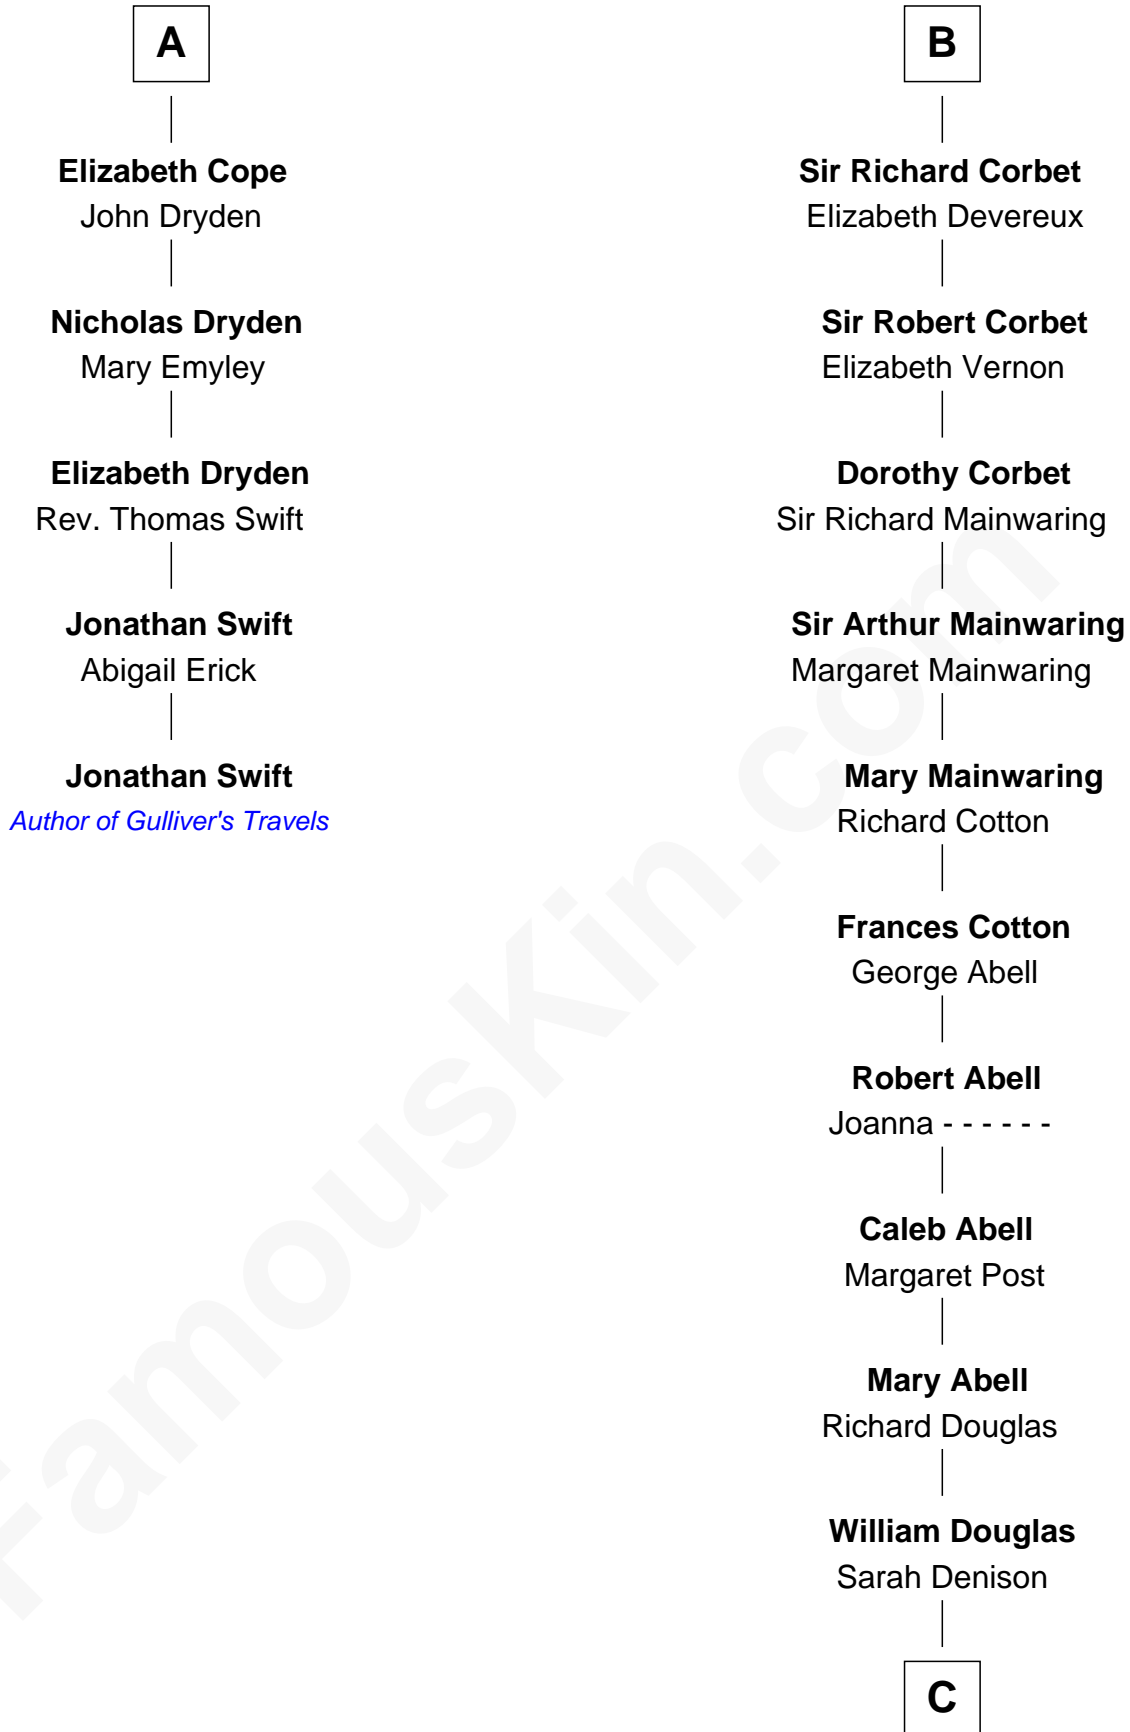 A
Elizabeth Cope
John Dryden
Nicholas Dryden
Mary Emyley
Elizabeth Dryden
Rev. Thomas Swift
Jonathan Swift
Abigail Erick
Jonathan Swift
Author of Gulliver's Travels
B
Sir Richard Corbet
Elizabeth Devereux
Sir Robert Corbet
Elizabeth Vernon
Dorothy Corbet
Sir Richard Mainwaring
Sir Arthur Mainwaring
Margaret Mainwaring
Mary Mainwaring
Richard Cotton
Frances Cotton
George Abell
Robert Abell
Joanna - - - - - -
Caleb Abell
Margaret Post
Mary Abell
Richard Douglas
William Douglas
Sarah Denison
C
FamousKin.com